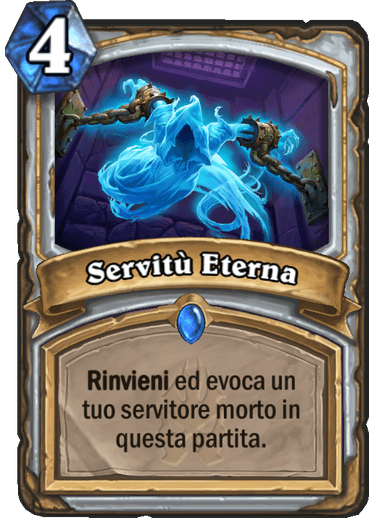 4
Servitù Eterna
Rinvieni ed evoca un
tuo servitore morto in
questa partita.